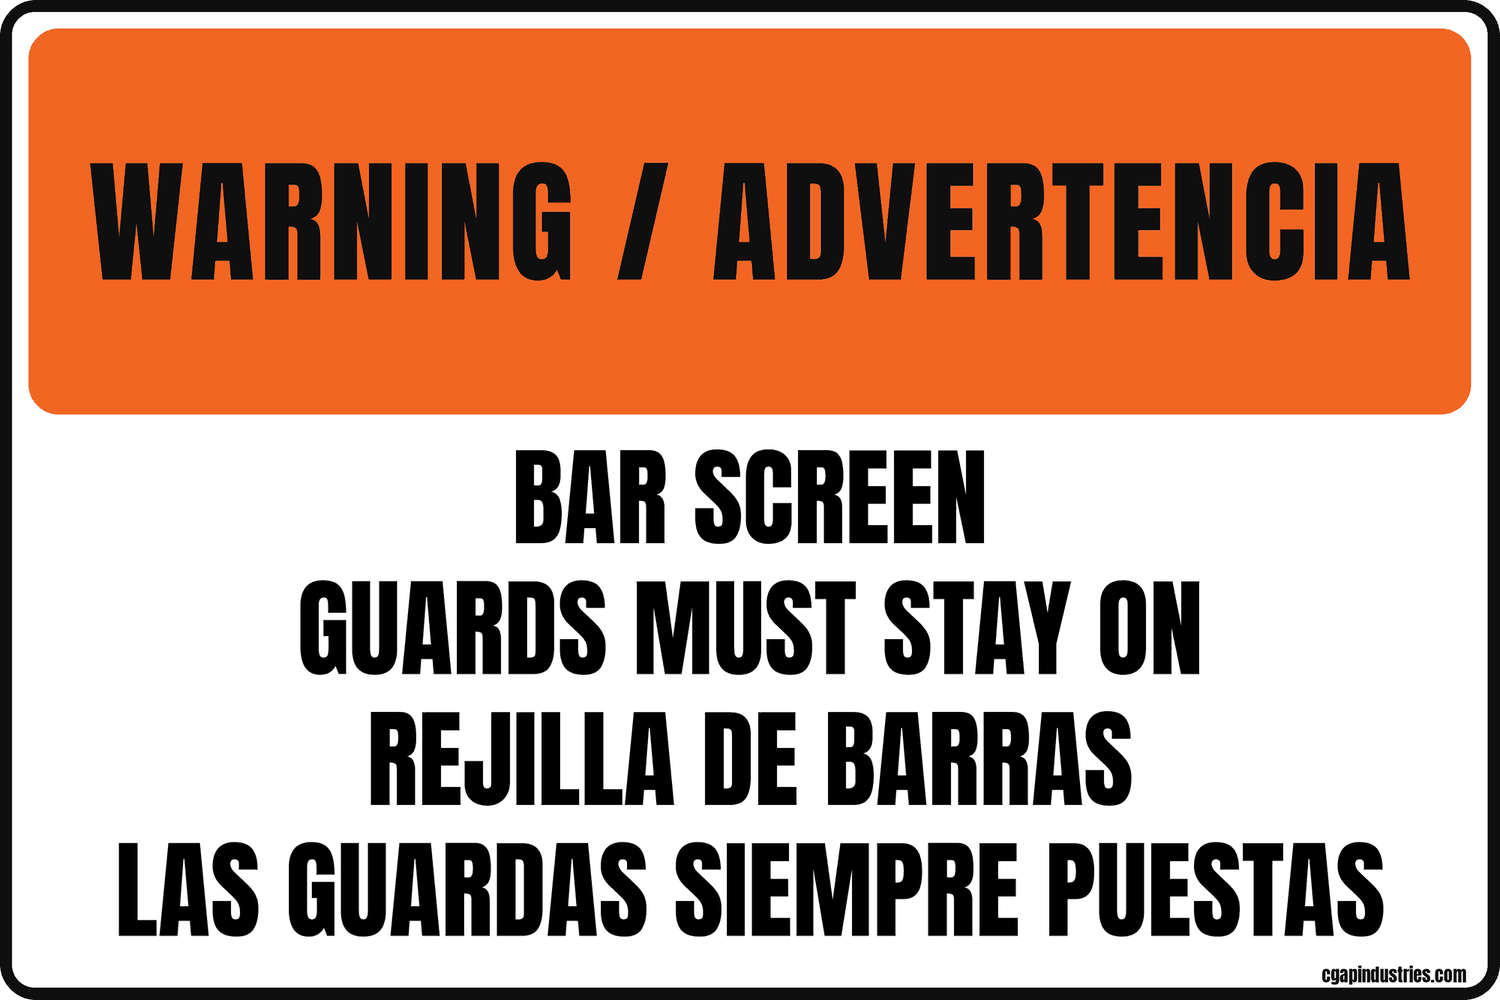 WARNING / ADVERTENCIA
BAR SCREEN
GUARDS MUST STAY ON
REJILLA DE BARRAS
LAS GUARDAS SIEMPRE PUESTAS
cgapindustries.com